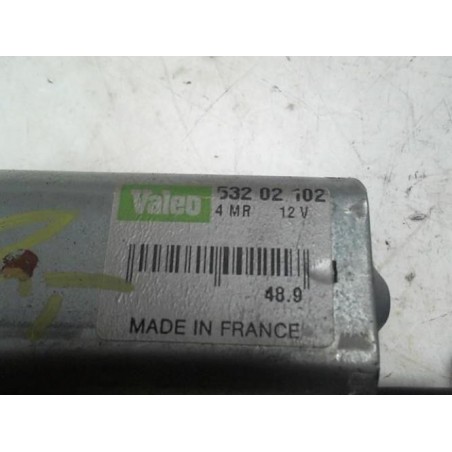 Valeo 532 02 102
4 MR 12 V
48.9
MADE IN FRANCE